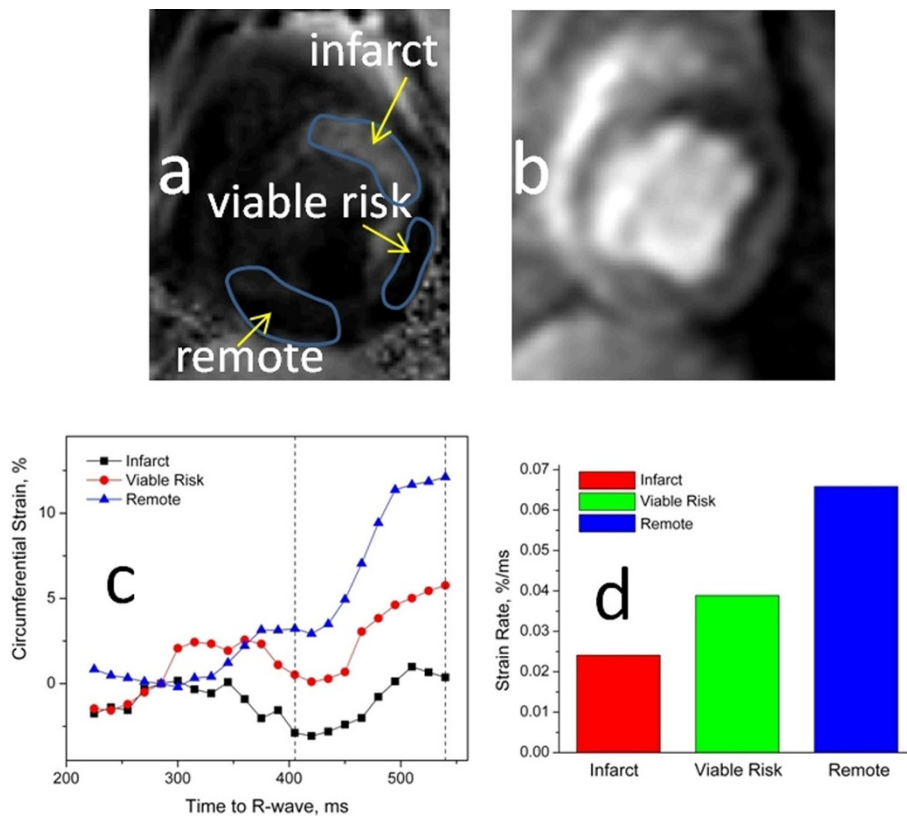 infarct
a
viable risk
remote
b
Circumferential Strain, %
10
5
0
Infarct
Viable Risk
Remote
c
200
300
400
500
Time to R-wave, ms
Strain Rate, %/ms
0.07
0.06
0.05
0.04
0.03
0.02
0.01
0.00
Infarct
Viable Risk
Remote
d
Infarct
Viable Risk
Remote